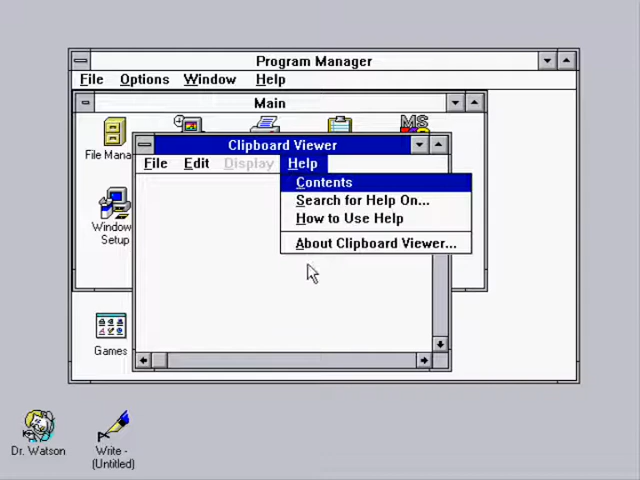 Program Manager
File Options Window Help
Main
File Mana
MS
Clipboard Viewer
File Edit Display Help
Contents
Search for Help On...
How to Use Help
About Clipboard Viewer...
Window
Setup
Games
Dr. Watson
Write -
(Untitled)